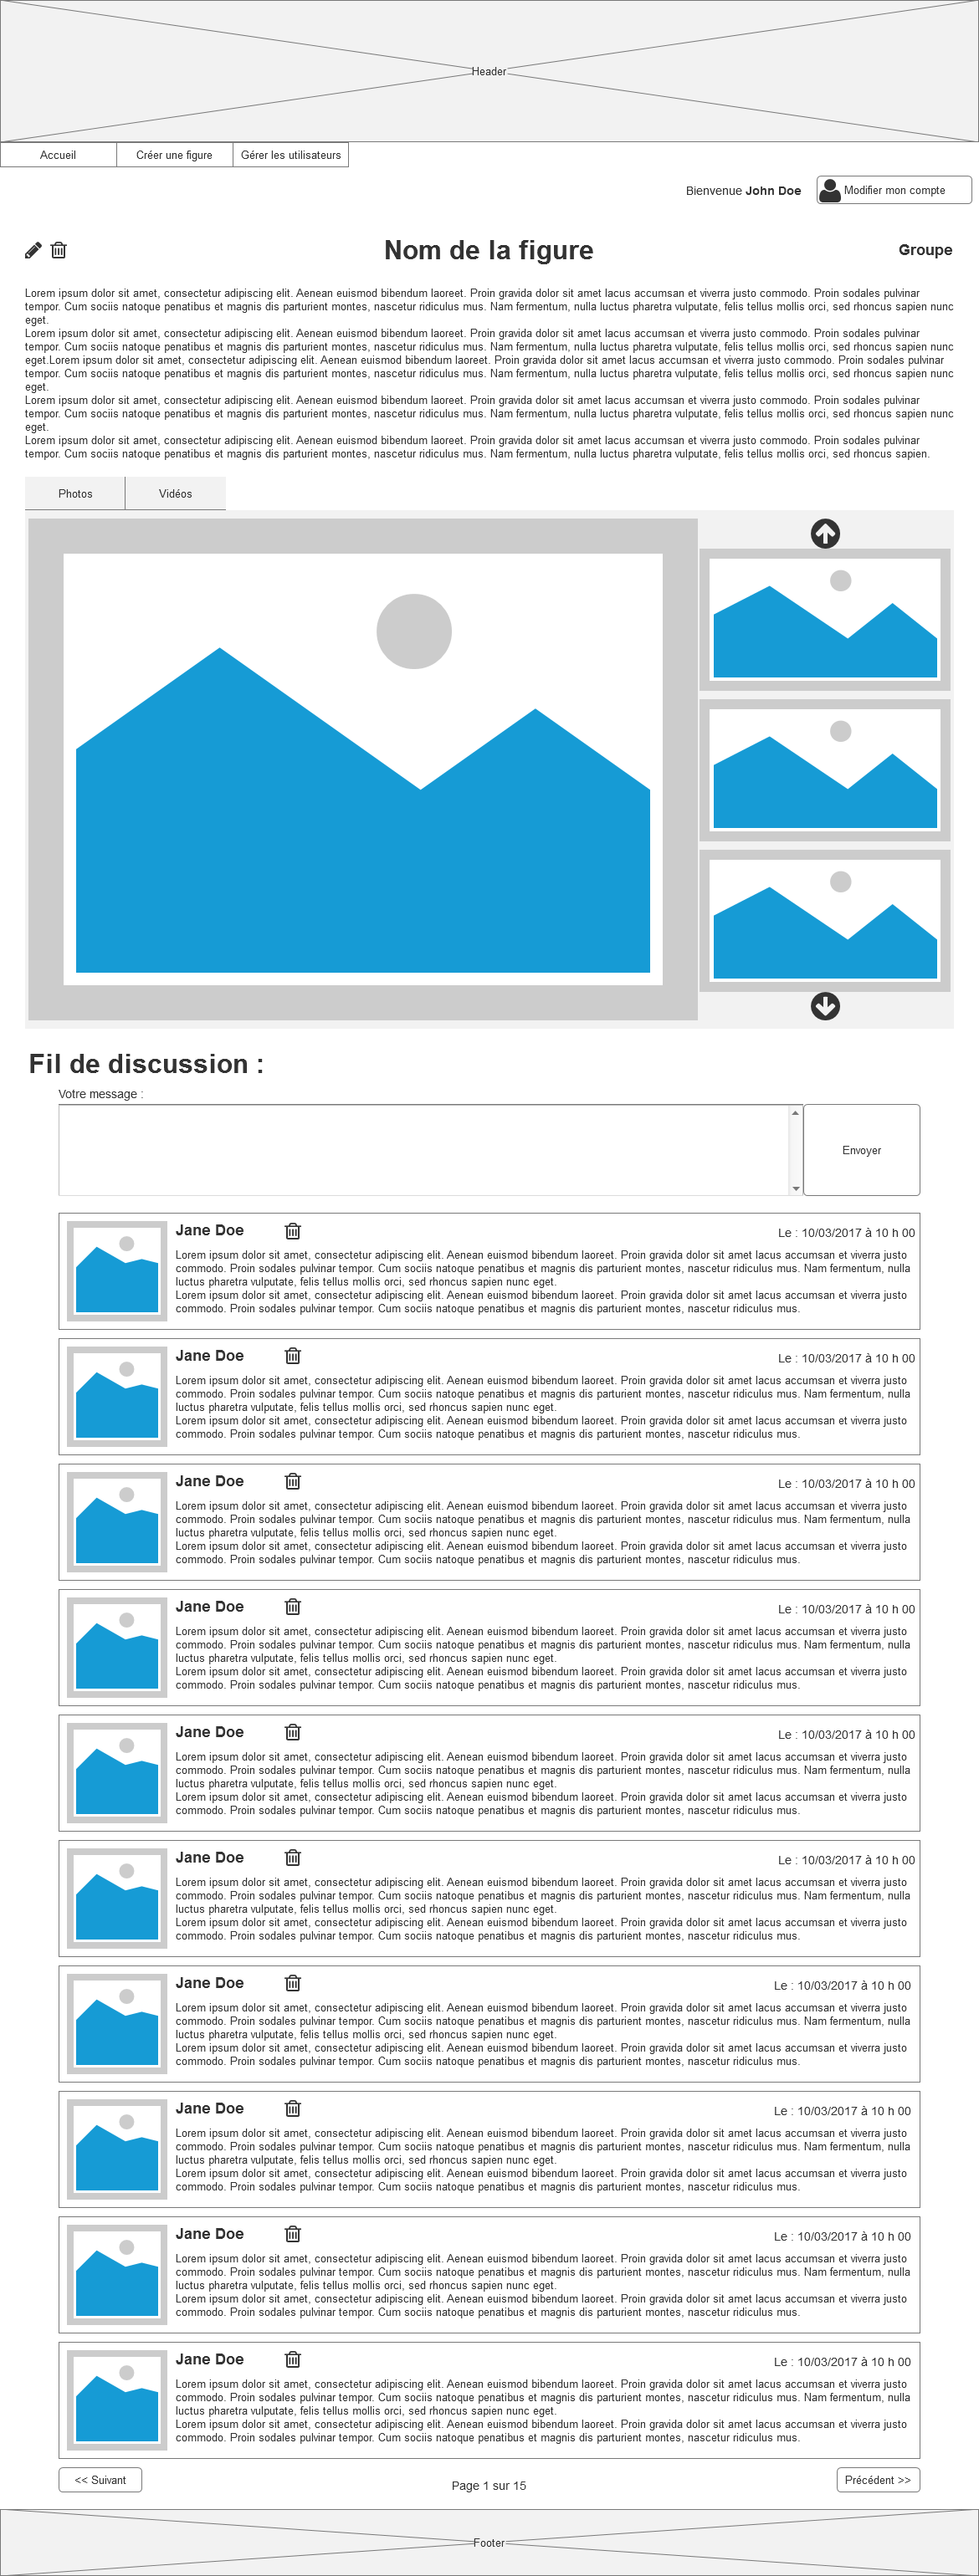 Header
Accueil
Créer une figure
Gérer les utilisateurs
Bienvenue John Doe
Modifier mon compte
Nom de la figure
Groupe
Lorem ipsum dolor sit amet, consectetur adipiscing elit. Aenean euismod bibendum laoreet. Proin gravida dolor sit amet lacus accumsan et viverra justo commodo. Proin sodales pulvinar
tempor. Cum sociis natoque penatibus et magnis dis parturient montes, nascetur ridiculus mus. Nam fermentum, nulla luctus pharetra vulputate, felis tellus mollis orci, sed rhoncus sapien nunc
eget.
Lorem ipsum dolor sit amet, consectetur adipiscing elit. Aenean euismod bibendum laoreet. Proin gravida dolor sit amet lacus accumsan et viverra justo commodo. Proin sodales pulvinar
tempor. Cum sociis natoque penatibus et magnis dis parturient montes, nascetur ridiculus mus. Nam fermentum, nulla luctus pharetra vulputate, felis tellus mollis orci, sed rhoncus sapien nunc
eget.Lorem ipsum dolor sit amet, consectetur adipiscing elit. Aenean euismod bibendum laoreet. Proin gravida dolor sit amet lacus accumsan et viverra justo commodo. Proin sodales pulvinar
tempor. Cum sociis natoque penatibus et magnis dis parturient montes, nascetur ridiculus mus. Nam fermentum, nulla luctus pharetra vulputate, felis tellus mollis orci, sed rhoncus sapien nunc
eget.
Lorem ipsum dolor sit amet, consectetur adipiscing elit. Aenean euismod bibendum laoreet. Proin gravida dolor sit amet lacus accumsan et viverra justo commodo. Proin sodales pulvinar
tempor. Cum sociis natoque penatibus et magnis dis parturient montes, nascetur ridiculus mus. Nam fermentum, nulla luctus pharetra vulputate, felis tellus mollis orci, sed rhoncus sapien nunc
eget.
Lorem ipsum dolor sit amet, consectetur adipiscing elit. Aenean euismod bibendum laoreet. Proin gravida dolor sit amet lacus accumsan et viverra justo commodo. Proin sodales pulvinar
tempor. Cum sociis natoque penatibus et magnis dis parturient montes, nascetur ridiculus mus. Nam fermentum, nulla luctus pharetra vulputate, felis tellus mollis orci, sed rhoncus sapien.
Photos
Vidéos
Fil de discussion :
Votre message :
Envoyer
Jane Doe
Le : 10/03/2017 à 10 h 00
Lorem ipsum dolor sit amet, consectetur adipiscing elit. Aenean euismod bibendum laoreet. Proin gravida dolor sit amet lacus accumsan et viverra justo
commodo. Proin sodales pulvinar tempor. Cum sociis natoque penatibus et magnis dis parturient montes, nascetur ridiculus mus. Nam fermentum, nulla
luctus pharetra vulputate, felis tellus mollis orci, sed rhoncus sapien nunc eget.
Lorem ipsum dolor sit amet, consectetur adipiscing elit. Aenean euismod bibendum laoreet. Proin gravida dolor sit amet lacus accumsan et viverra justo
commodo. Proin sodales pulvinar tempor. Cum sociis natoque penatibus et magnis dis parturient montes, nascetur ridiculus mus.
Jane Doe
Le : 10/03/2017 à 10 h 00
Lorem ipsum dolor sit amet, consectetur adipiscing elit. Aenean euismod bibendum laoreet. Proin gravida dolor sit amet lacus accumsan et viverra justo
commodo. Proin sodales pulvinar tempor. Cum sociis natoque penatibus et magnis dis parturient montes, nascetur ridiculus mus. Nam fermentum, nulla
luctus pharetra vulputate, felis tellus mollis orci, sed rhoncus sapien nunc eget.
Lorem ipsum dolor sit amet, consectetur adipiscing elit. Aenean euismod bibendum laoreet. Proin gravida dolor sit amet lacus accumsan et viverra justo
commodo. Proin sodales pulvinar tempor. Cum sociis natoque penatibus et magnis dis parturient montes, nascetur ridiculus mus.
Jane Doe
Le : 10/03/2017 à 10 h 00
Lorem ipsum dolor sit amet, consectetur adipiscing elit. Aenean euismod bibendum laoreet. Proin gravida dolor sit amet lacus accumsan et viverra justo
commodo. Proin sodales pulvinar tempor. Cum sociis natoque penatibus et magnis dis parturient montes, nascetur ridiculus mus. Nam fermentum, nulla
luctus pharetra vulputate, felis tellus mollis orci, sed rhoncus sapien nunc eget.
Lorem ipsum dolor sit amet, consectetur adipiscing elit. Aenean euismod bibendum laoreet. Proin gravida dolor sit amet lacus accumsan et viverra justo
commodo. Proin sodales pulvinar tempor. Cum sociis natoque penatibus et magnis dis parturient montes, nascetur ridiculus mus.
Jane Doe
Le : 10/03/2017 à 10 h 00
Lorem ipsum dolor sit amet, consectetur adipiscing elit. Aenean euismod bibendum laoreet. Proin gravida dolor sit amet lacus accumsan et viverra justo
commodo. Proin sodales pulvinar tempor. Cum sociis natoque penatibus et magnis dis parturient montes, nascetur ridiculus mus. Nam fermentum, nulla
luctus pharetra vulputate, felis tellus mollis orci, sed rhoncus sapien nunc eget.
Lorem ipsum dolor sit amet, consectetur adipiscing elit. Aenean euismod bibendum laoreet. Proin gravida dolor sit amet lacus accumsan et viverra justo
commodo. Proin sodales pulvinar tempor. Cum sociis natoque penatibus et magnis dis parturient montes, nascetur ridiculus mus.
Jane Doe
Le : 10/03/2017 à 10 h 00
Lorem ipsum dolor sit amet, consectetur adipiscing elit. Aenean euismod bibendum laoreet. Proin gravida dolor sit amet lacus accumsan et viverra justo
commodo. Proin sodales pulvinar tempor. Cum sociis natoque penatibus et magnis dis parturient montes, nascetur ridiculus mus. Nam fermentum, nulla
luctus pharetra vulputate, felis tellus mollis orci, sed rhoncus sapien nunc eget.
Lorem ipsum dolor sit amet, consectetur adipiscing elit. Aenean euismod bibendum laoreet. Proin gravida dolor sit amet lacus accumsan et viverra justo
commodo. Proin sodales pulvinar tempor. Cum sociis natoque penatibus et magnis dis parturient montes, nascetur ridiculus mus.
Jane Doe
Le : 10/03/2017 à 10 h 00
Lorem ipsum dolor sit amet, consectetur adipiscing elit. Aenean euismod bibendum laoreet. Proin gravida dolor sit amet lacus accumsan et viverra justo
commodo. Proin sodales pulvinar tempor. Cum sociis natoque penatibus et magnis dis parturient montes, nascetur ridiculus mus. Nam fermentum, nulla
luctus pharetra vulputate, felis tellus mollis orci, sed rhoncus sapien nunc eget.
Lorem ipsum dolor sit amet, consectetur adipiscing elit. Aenean euismod bibendum laoreet. Proin gravida dolor sit amet lacus accumsan et viverra justo
commodo. Proin sodales pulvinar tempor. Cum sociis natoque penatibus et magnis dis parturient montes, nascetur ridiculus mus.
Jane Doe
Le : 10/03/2017 à 10 h 00
Lorem ipsum dolor sit amet, consectetur adipiscing elit. Aenean euismod bibendum laoreet. Proin gravida dolor sit amet lacus accumsan et viverra justo
commodo. Proin sodales pulvinar tempor. Cum sociis natoque penatibus et magnis dis parturient montes, nascetur ridiculus mus. Nam fermentum, nulla
luctus pharetra vulputate, felis tellus mollis orci, sed rhoncus sapien nunc eget.
Lorem ipsum dolor sit amet, consectetur adipiscing elit. Aenean euismod bibendum laoreet. Proin gravida dolor sit amet lacus accumsan et viverra justo
commodo. Proin sodales pulvinar tempor. Cum sociis natoque penatibus et magnis dis parturient montes, nascetur ridiculus mus.
Jane Doe
Le : 10/03/2017 à 10 h 00
Lorem ipsum dolor sit amet, consectetur adipiscing elit. Aenean euismod bibendum laoreet. Proin gravida dolor sit amet lacus accumsan et viverra justo
commodo. Proin sodales pulvinar tempor. Cum sociis natoque penatibus et magnis dis parturient montes, nascetur ridiculus mus. Nam fermentum, nulla
luctus pharetra vulputate, felis tellus mollis orci, sed rhoncus sapien nunc eget.
Lorem ipsum dolor sit amet, consectetur adipiscing elit. Aenean euismod bibendum laoreet. Proin gravida dolor sit amet lacus accumsan et viverra justo
commodo. Proin sodales pulvinar tempor. Cum sociis natoque penatibus et magnis dis parturient montes, nascetur ridiculus mus.
Jane Doe
Le : 10/03/2017 à 10 h 00
Lorem ipsum dolor sit amet, consectetur adipiscing elit. Aenean euismod bibendum laoreet. Proin gravida dolor sit amet lacus accumsan et viverra justo
commodo. Proin sodales pulvinar tempor. Cum sociis natoque penatibus et magnis dis parturient montes, nascetur ridiculus mus. Nam fermentum, nulla
luctus pharetra vulputate, felis tellus mollis orci, sed rhoncus sapien nunc eget.
Lorem ipsum dolor sit amet, consectetur adipiscing elit. Aenean euismod bibendum laoreet. Proin gravida dolor sit amet lacus accumsan et viverra justo
commodo. Proin sodales pulvinar tempor. Cum sociis natoque penatibus et magnis dis parturient montes, nascetur ridiculus mus.
Jane Doe
Le : 10/03/2017 à 10 h 00
Lorem ipsum dolor sit amet, consectetur adipiscing elit. Aenean euismod bibendum laoreet. Proin gravida dolor sit amet lacus accumsan et viverra justo
commodo. Proin sodales pulvinar tempor. Cum sociis natoque penatibus et magnis dis parturient montes, nascetur ridiculus mus. Nam fermentum, nulla
luctus pharetra vulputate, felis tellus mollis orci, sed rhoncus sapien nunc eget.
Lorem ipsum dolor sit amet, consectetur adipiscing elit. Aenean euismod bibendum laoreet. Proin gravida dolor sit amet lacus accumsan et viverra justo
commodo. Proin sodales pulvinar tempor. Cum sociis natoque penatibus et magnis dis parturient montes, nascetur ridiculus mus.
<< Suivant
Page 1 sur 15
Précédent >>
Footer